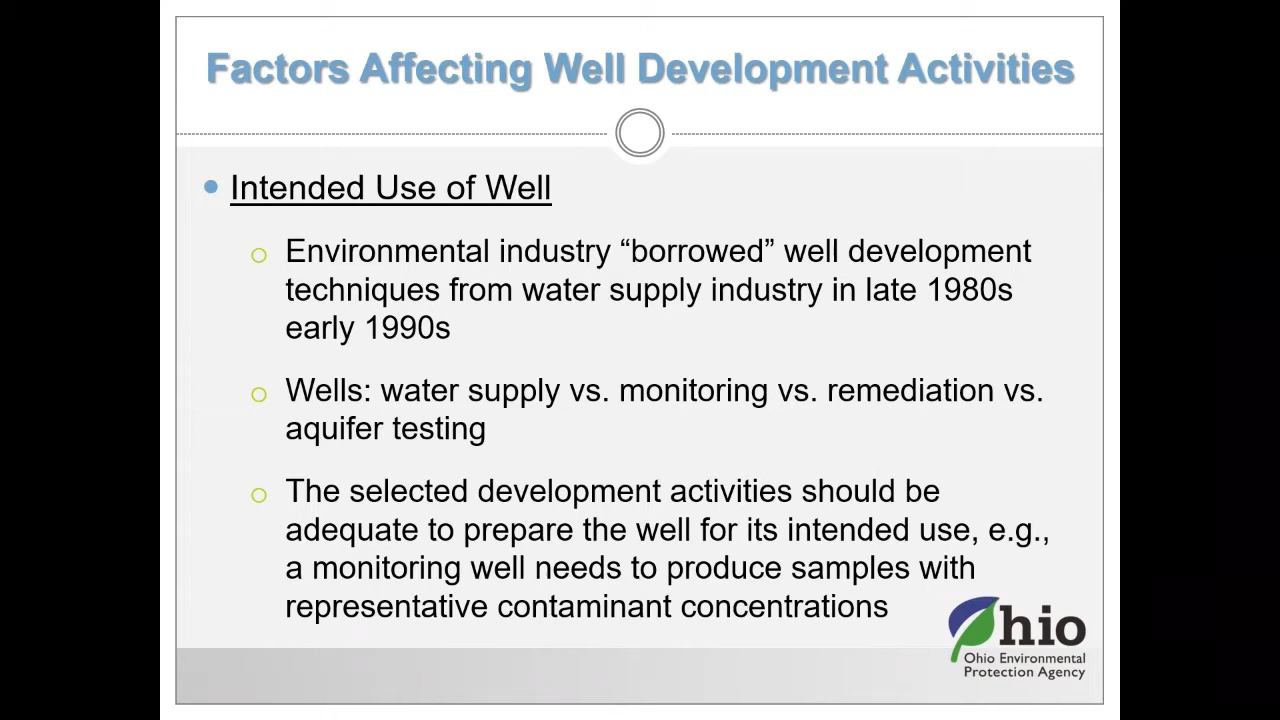 Factors Affecting Well Development Activities
Intended Use of Well
Environmental industry “borrowed” well development
techniques from water supply industry in late 1980s
early 1990s
Wells: water supply vs. monitoring vs. remediation vs.
aquifer testing
The selected development activities should be
adequate to prepare the well for its intended use, e.g.,
a monitoring well needs to produce samples with
representative contaminant concentrations
Ohio
Ohio Environmental
Protection Agency